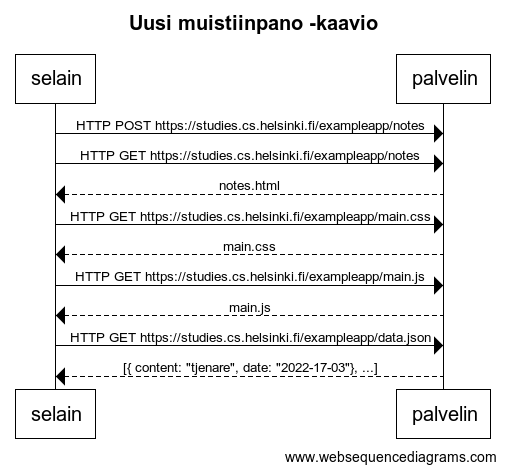 Uusi muistiinpano -kaavio
selain
palvelin
HTTP POST https://studies.cs.helsinki.fi/exampleapp/notes
HTTP GET https://studies.cs.helsinki.fi/exampleapp/notes
notes.html
HTTP GET https://studies.cs.helsinki.fi/exampleapp/main.css
main.css
HTTP GET https://studies.cs.helsinki.fi/exampleapp/main.js
main.js
HTTP GET https://studies.cs.helsinki.fi/exampleapp/data.json
[{ content: "tjenare", date: "2022-17-03"}, ...]
selain
palvelin
www.websequencediagrams.com